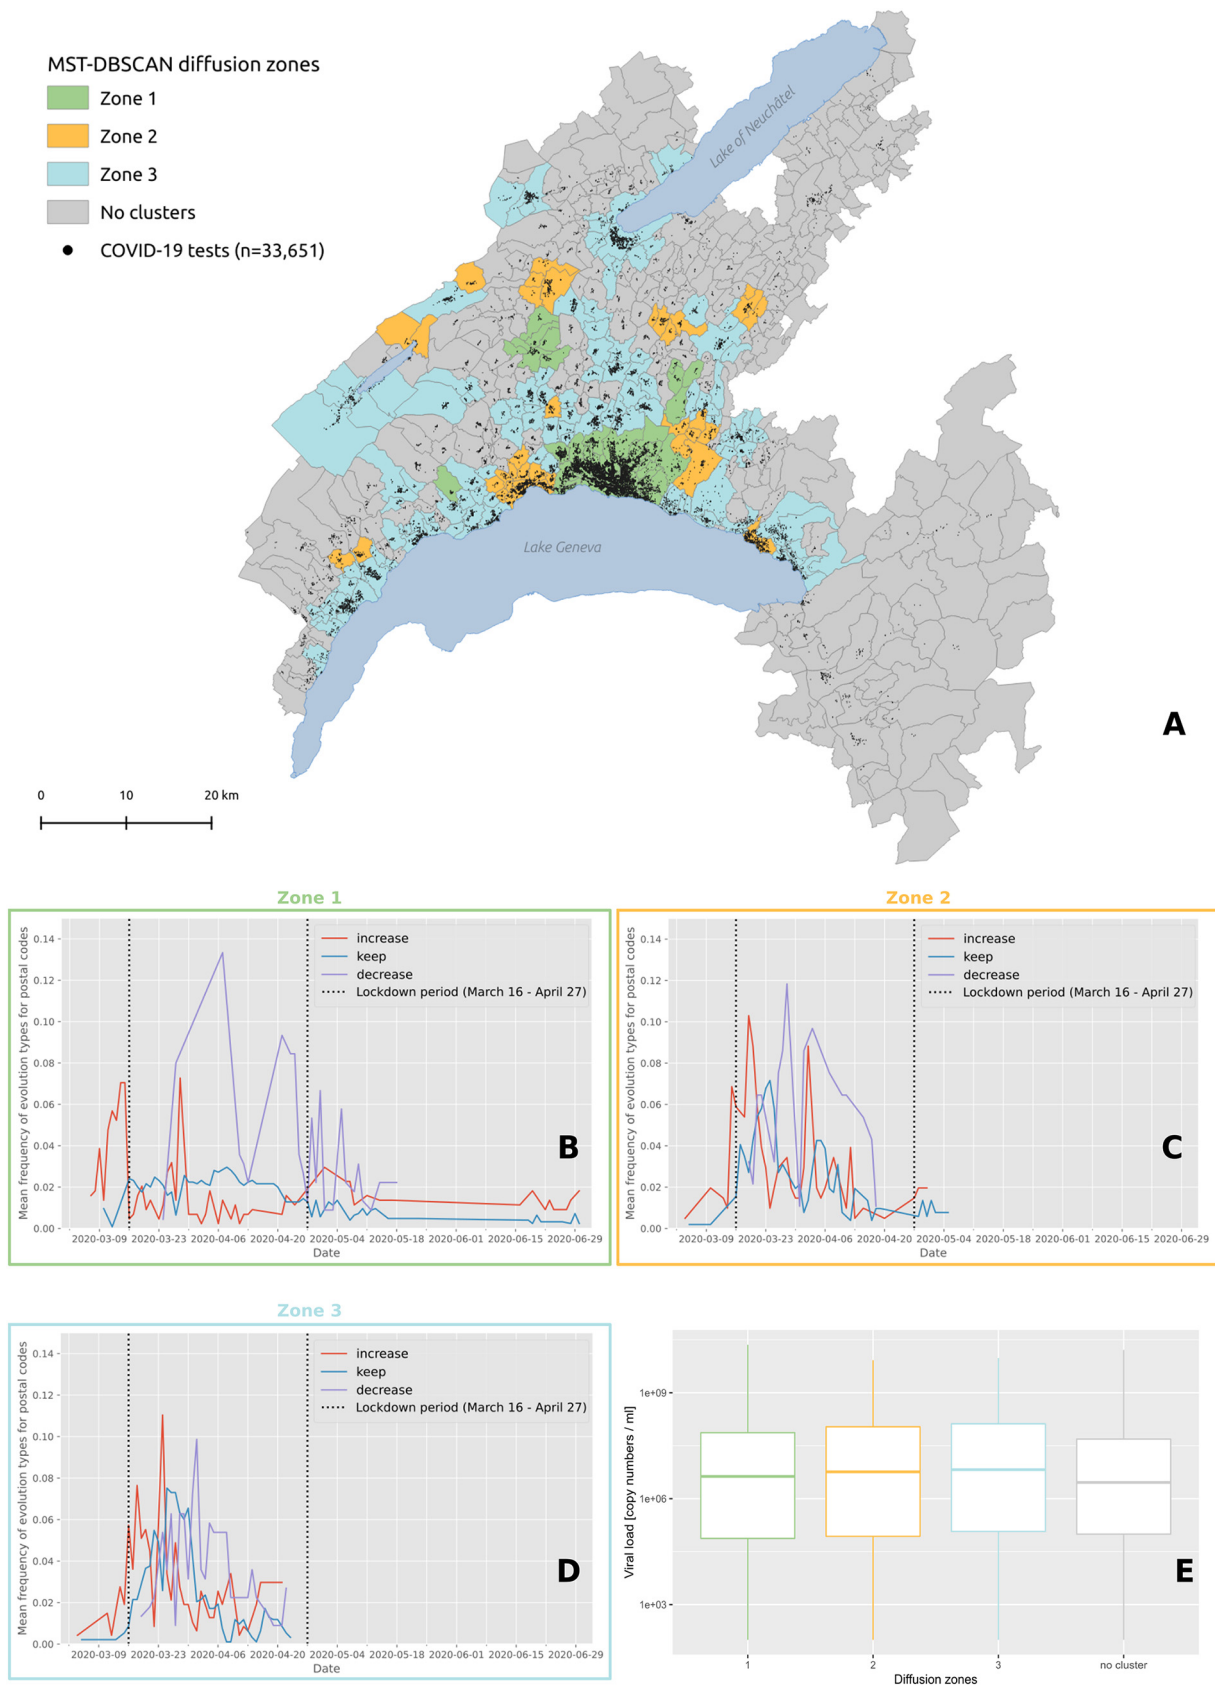 MST-DBSCAN diffusion zones
Zone 1
Zone 2
Zone 3
No clusters
COVID-19 tests (n=33,651)
Lake of Neuchâtel
Lake Geneva
A
0 10 20 km
Zone 1
Mean frequency of evolution types for postal codes
0.14
0.12
0.10
0.08
0.06
0.04
0.02
0.00
increase
keep
decrease
Lockdown period (March 16 - April 27)
B
2020-03-09 2020-03-23 2020-04-06 2020-04-20 2020-05-04 2020-05-18 2020-06-01 2020-06-15 2020-06-29
Date
Zone 2
Mean frequency of evolution types for postal codes
0.14
0.12
0.10
0.08
0.06
0.04
0.02
0.00
increase
keep
decrease
Lockdown period (March 16 - April 27)
C
2020-03-09 2020-03-23 2020-04-06 2020-04-20 2020-05-04 2020-05-18 2020-06-01 2020-06-15 2020-06-29
Date
Zone 3
Mean frequency of evolution types for postal codes
0.14
0.12
0.10
0.08
0.06
0.04
0.02
0.00
increase
keep
decrease
Lockdown period (March 16 - April 27)
D
2020-03-09 2020-03-23 2020-04-06 2020-04-20 2020-05-04 2020-05-18 2020-06-01 2020-06-15 2020-06-29
Date
Viral load [copy numbers / ml]
1e+09
1e+06
1e+03
E
1 2 3 no cluster
Diffusion zones